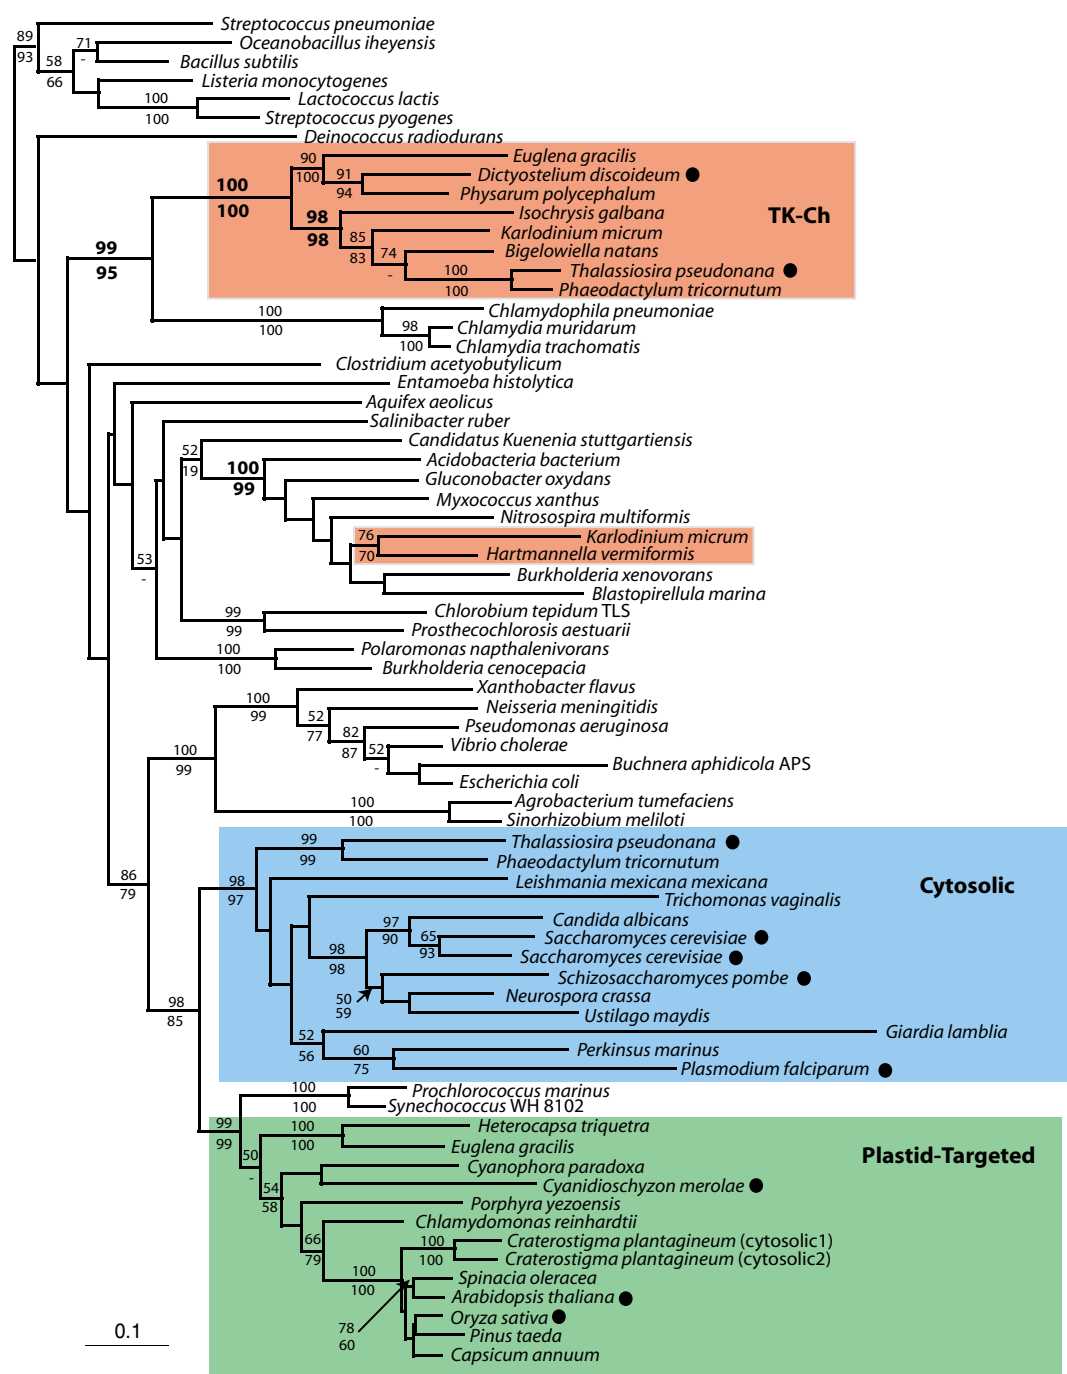 Streptococcus pneumoniae
89
71
Oceanobacillus iheyensis
93
58
-
Bacillus subtilis
66
Listeria monocytogenes
100
Lactococcus lactis
100
Streptococcus pyogenes
Deinococcus radiodurans
90
Euglena gracilis
100
91
Dictyostelium discoideum
100
94
Physarum polycephalum
100
98
Isochrysis galbana
TK-Ch
98
85
Karlodinium micrum
99
83
74
Bigelowiella natans
95
-
100
Thalassiosira pseudonana
100
Phaeodactylum tricornutum
100
Chlamydophila pneumoniae
100
98
Chlamydia muridarum
100
Chlamydia trachomatis
Clostridium acetyobutylicum
Entamoeba histolytica
Aquifex aeolicus
Salinibacter ruber
52
Candidatus Kuenenia stuttgartiensis
19
100
Acidobacteria bacterium
99
Gluconobacter oxydans
Myxococcus xanthus
Nitrosospira multiformis
76
Karlodinium micrum
70
Hartmannella vermiformis
53
Burkholderia xenovorans
-
Blastopirellula marina
99
Chlorobium tepidum TLS
99
Prosthecochlorosis aestuarii
100
Polaromonas napthalenivorans
100
Burkholderia cenocepacia
100
Xanthobacter flavus
99
52
Neisseria meningitidis
77
82
Pseudomonas aeruginosa
100
87
52
Vibrio cholerae
99
-
Buchnera aphidicola APS
Escherichia coli
100
Agrobacterium tumefaciens
100
Sinorhizobium meliloti
99
Thalassiosira pseudonana
99
Phaeodactylum tricornutum
86
98
Leishmania mexicana mexicana
Cytosolic
79
97
Trichomonas vaginalis
97
Candida albicans
90
65
Saccharomyces cerevisiae
98
93
Saccharomyces cerevisiae
98
Schizosaccharomyces pombe
98
50
Neurospora crassa
85
59
Ustilago maydis
52
Giardia lamblia
56
60
Perkinsus marinus
75
Plasmodium falciparum
100
Prochlorococcus marinus
100
Synechococcus WH 8102
99
100
Heterocapsa triquetra
99
100
Euglena gracilis
50
Plastid-Targeted
-
Cyanophora paradoxa
54
Cyanidioschyzon merolae
58
Porphyra yezoensis
Chlamydomonas reinhardtii
66
100
Craterostigma plantagineum (cytosolic1)
79
100
Craterostigma plantagineum (cytosolic2)
100
Spinacia oleracea
100
Arabidopsis thaliana
Oryza sativa
0.1
78
Pinus taeda
60
Capsicum annuum